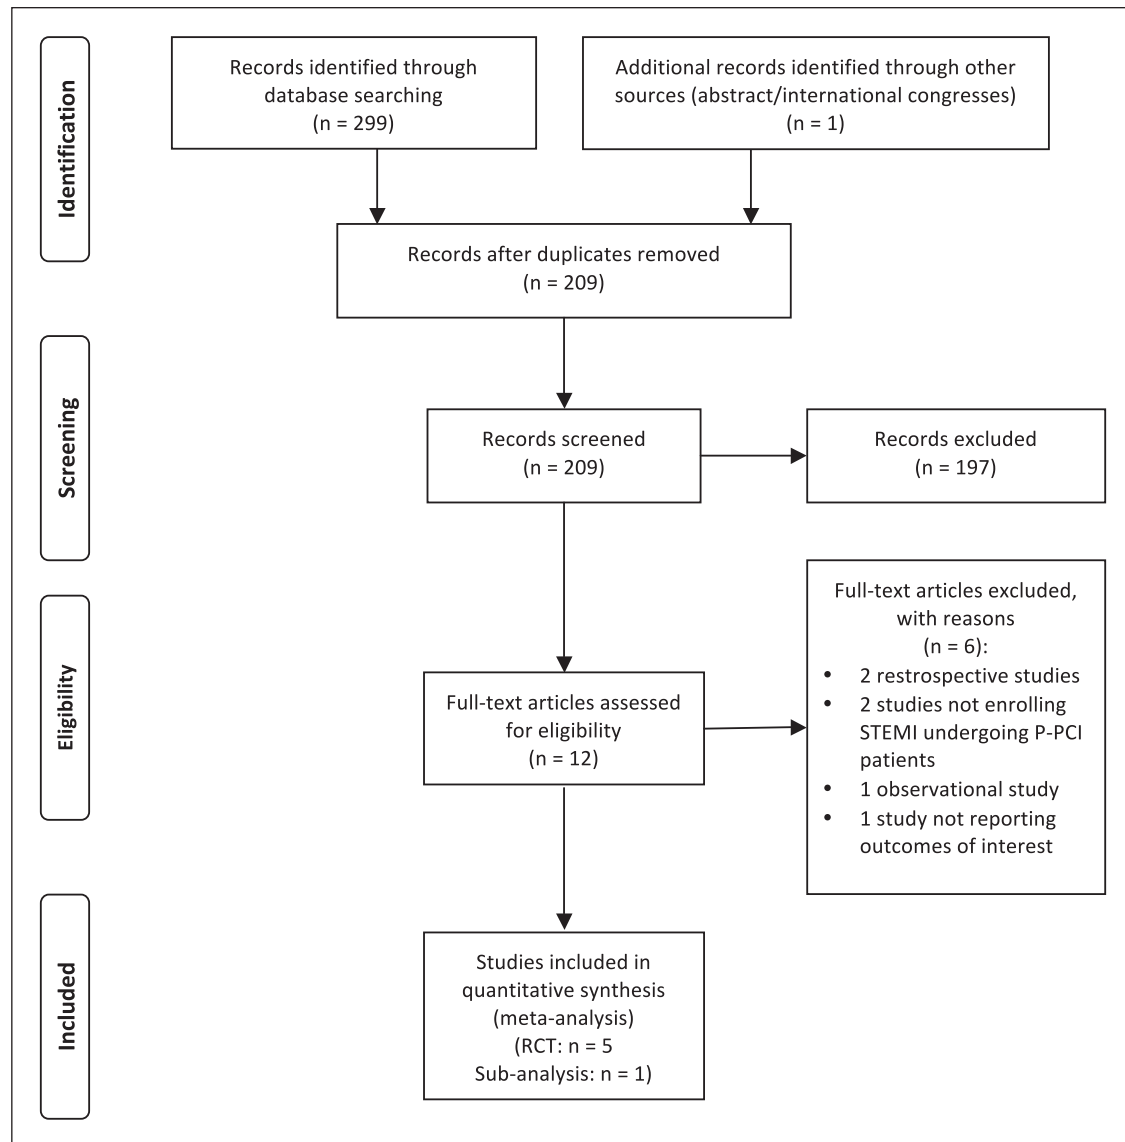 Identification
Records identified through
database searching
(n = 299)
Additional records identified through other
sources (abstract/international congresses)
(n = 1)
Records after duplicates removed
(n = 209)
Screening
Records screened
(n = 209)
Records excluded
(n = 197)
Eligibility
Full-text articles assessed
for eligibility
(n = 12)
Full-text articles excluded,
with reasons
(n = 6):
• 2 restrospective studies
• 2 studies not enrolling
STEMI undergoing P-PCI
patients
• 1 observational study
• 1 study not reporting
outcomes of interest
Included
Studies included in
quantitative synthesis
(meta-analysis)
(RCT: n = 5
Sub-analysis: n = 1)